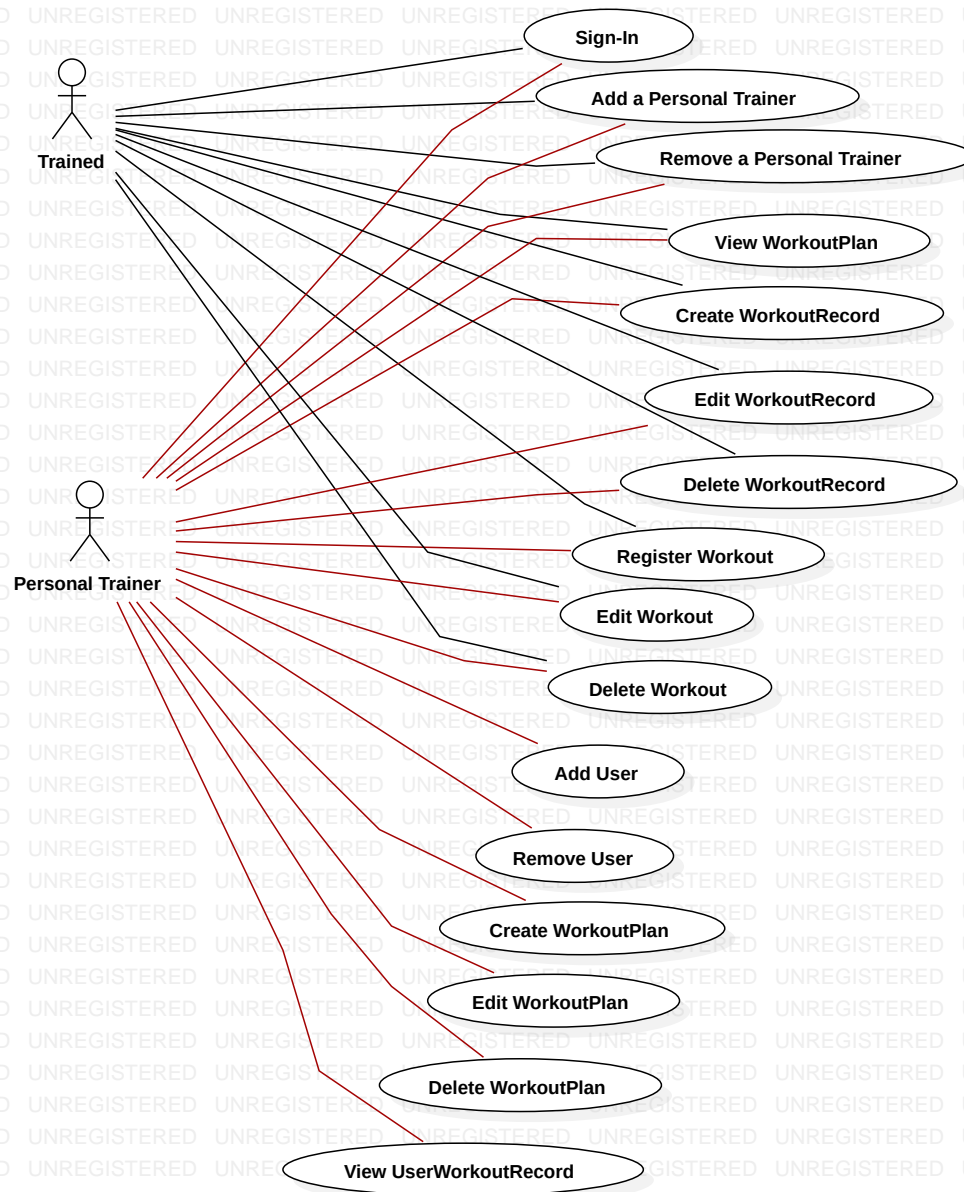 Sign-In
Add a Personal Trainer
Trained
Remove a Personal Trainer
View WorkoutPlan
Create WorkoutRecord
Edit WorkoutRecord
Delete WorkoutRecord
Register Workout
Personal Trainer
Edit Workout
Delete Workout
Add User
Remove User
Create WorkoutPlan
Edit WorkoutPlan
Delete WorkoutPlan
View UserWorkoutRecord
UNREGISTERED